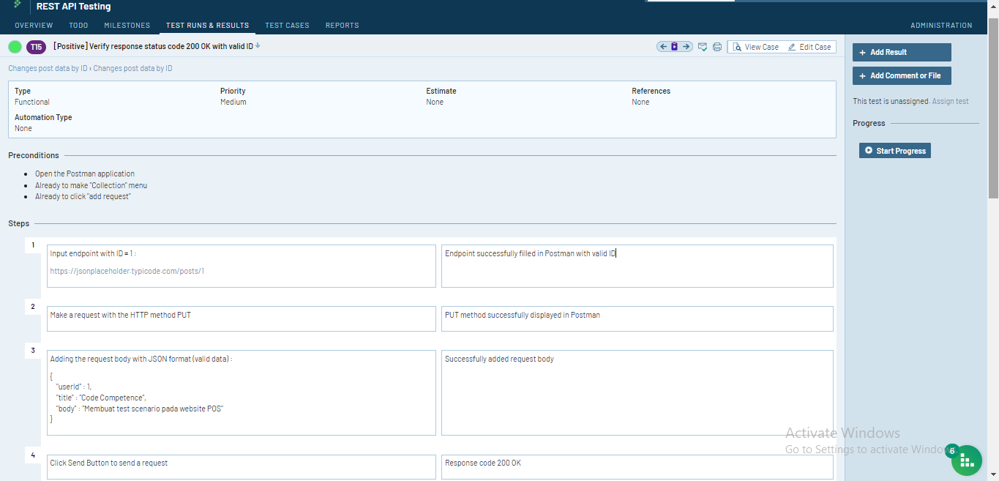 REST API Testing
OVERVIEW TODO MILESTONES TEST RUNS & RESULTS TEST CASES REPORTS ADMINISTRATION
T15 [Positive] Verify response status code 200 OK with valid ID View Case Edit Case
Changes post data by ID › Changes post data by ID
Type Priority Estimate References
Functional Medium None None
Automation Type
None
Preconditions
• Open the Postman application
• Already to make "Collection" menu
• Already to click "add request"
Steps
1
Input endpoint with ID = 1 : Endpoint successfully filled in Postman with valid ID
https://jsonplaceholder.typicode.com/posts/1
2
Make a request with the HTTP method PUT PUT method successfully displayed in Postman
3
Adding the request body with JSON format (valid data) : Successfully added request body
{
"userId" : 1,
"title" : "Code Competence",
"body" : "Membuat test scenario pada website POS"
}
4
Click Send Button to send a request Response code 200 OK
+ Add Result
+ Add Comment or File
This test is unassigned. Assign test
Progress
Start Progress
Activate Windows
Go to Settings to activate Windo
6